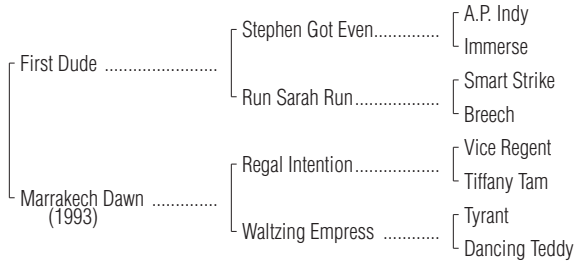 A.P. Indy
Stephen Got Even..............
Immerse
First Dude ........................
Smart Strike
Run Sarah Run..................
Breech
Vice Regent
Regal Intention..................
Tiffany Tam
Marrakech Dawn ..............
(1993)
Tyrant
Waltzing Empress ............
Dancing Teddy